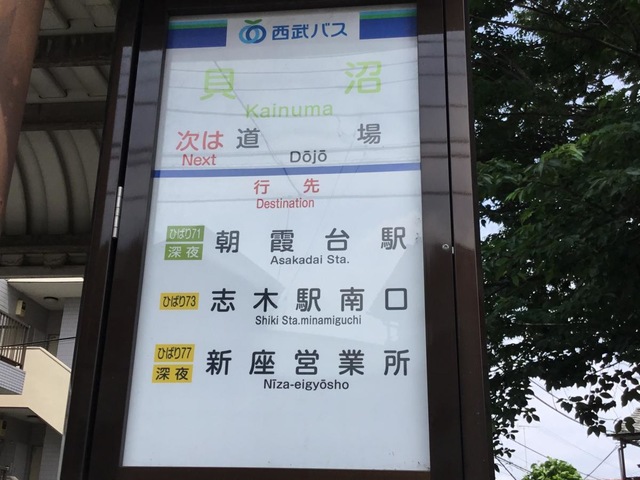 西武バス
貝沼
Kainuma
次は 道場
Next Dōjō
行先
Destination
ひばり71 深夜 朝霞台駅
Asakadai Sta.
ひばり73 志木駅南口
Shiki Sta.minamiguchi
ひばり77 深夜 新座営業所
Nīza-eigyōsho